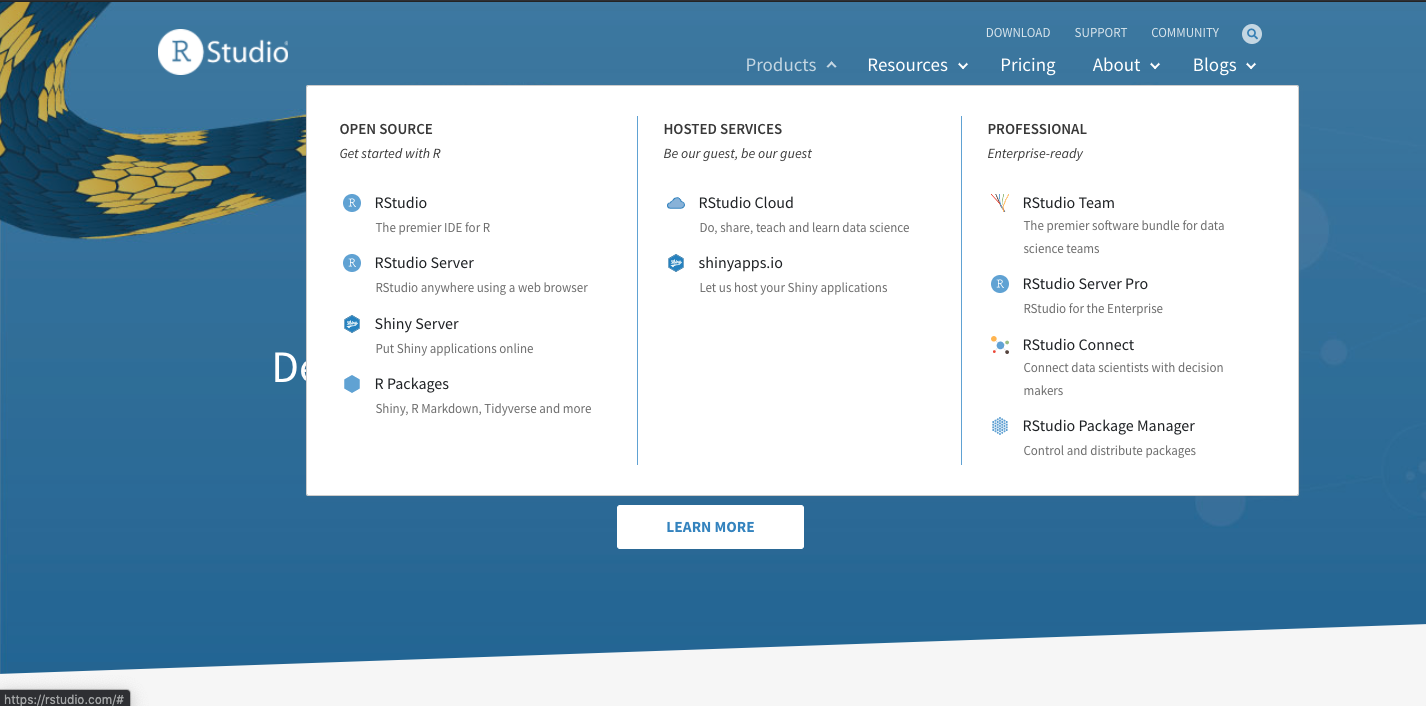 R Studio
DOWNLOAD SUPPORT COMMUNITY
Products Resources Pricing About Blogs
OPEN SOURCE
Get started with R
R RStudio
The premier IDE for R
R RStudio Server
RStudio anywhere using a web browser
Shiny Shiny Server
Put Shiny applications online
R Packages
Shiny, R Markdown, Tidyverse and more
HOSTED SERVICES
Be our guest, be our guest
RStudio Cloud
Do, share, teach and learn data science
Shiny shinyapps.io
Let us host your Shiny applications
PROFESSIONAL
Enterprise-ready
RStudio Team
The premier software bundle for data
science teams
R RStudio Server Pro
RStudio for the Enterprise
RStudio Connect
Connect data scientists with decision
makers
RStudio Package Manager
Control and distribute packages
LEARN MORE
https://rstudio.com/#